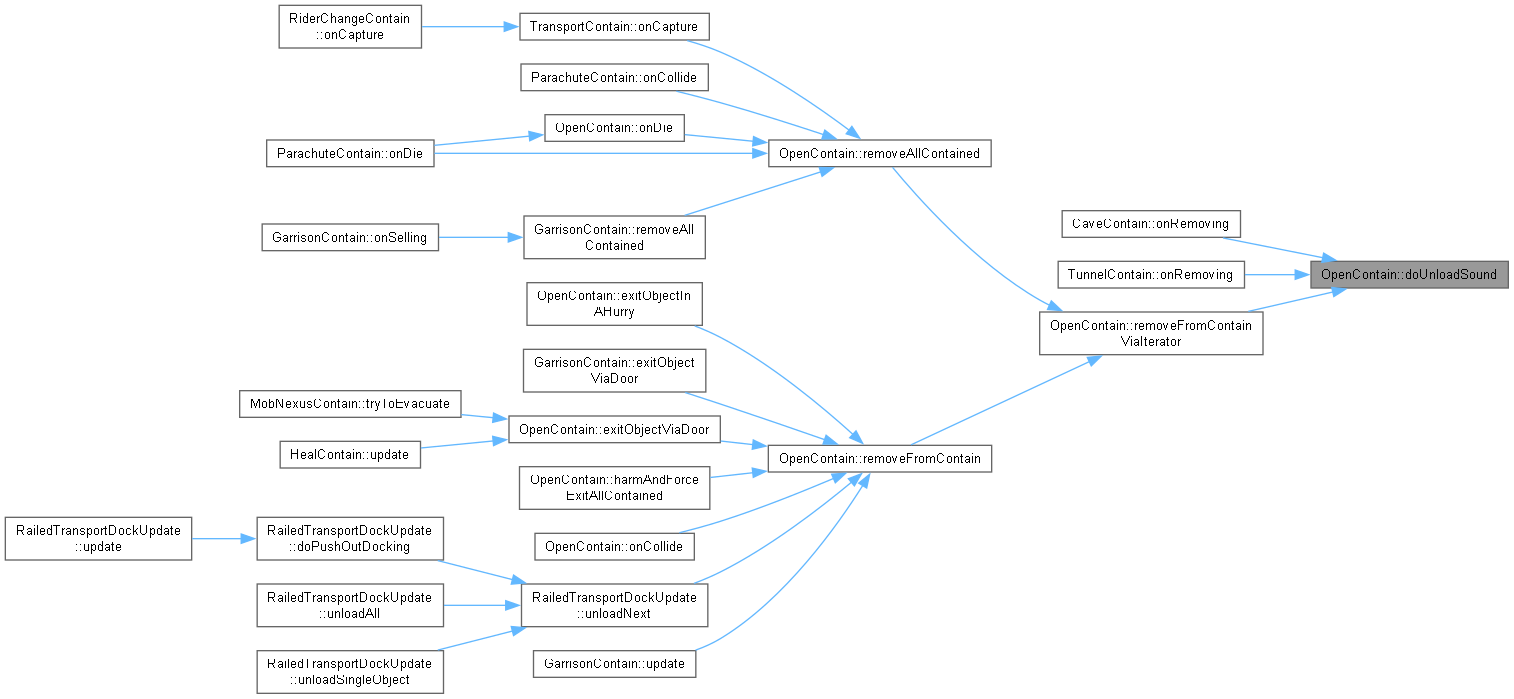 RiderChangeContain
::onCapture
TransportContain::onCapture
ParachuteContain::onCollide
OpenContain::onDie
ParachuteContain::onDie
OpenContain::removeAllContained
GarrisonContain::removeAll
Contained
GarrisonContain::onSelling
CaveContain::onRemoving
TunnelContain::onRemoving
OpenContain::doUnloadSound
OpenContain::exitObjectIn
AHurry
OpenContain::removeFromContain
ViaIterator
GarrisonContain::exitObject
ViaDoor
MobNexusContain::tryToEvacuate
OpenContain::exitObjectViaDoor
HealContain::update
OpenContain::removeFromContain
OpenContain::harmAndForce
ExitAllContained
RailedTransportDockUpdate
::update
RailedTransportDockUpdate
::doPushOutDocking
OpenContain::onCollide
RailedTransportDockUpdate
::unloadAll
RailedTransportDockUpdate
::unloadNext
RailedTransportDockUpdate
::unloadSingleObject
GarrisonContain::update